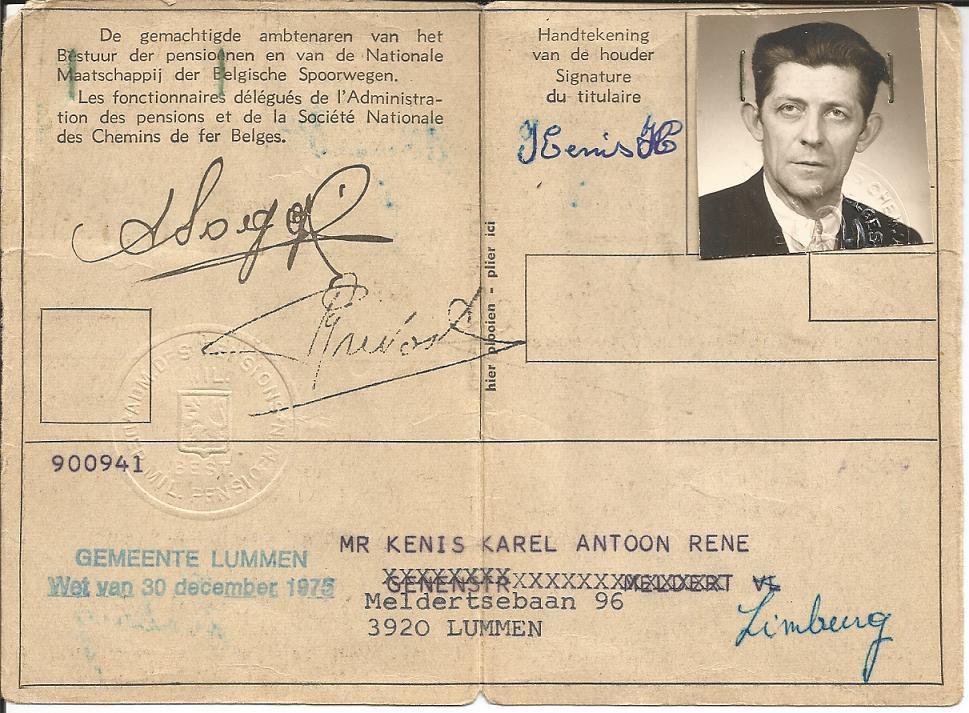 De gemachtigde ambtenaren van het
Bestuur der pensioenen en van de Nationale
Maatschappij der Belgische Spoorwegen.
Les fonctionnaires délégués de l'Administra-
tion des pensions et de la Société Nationale
des Chemins de fer Belges.
Handtekening
van de houder
Signature
du titulaire
Kenis K
hier plooien - plier ici
900941
GEMEENTE LUMMEN
Wet van 30 december 1975
MR KENIS KAREL ANTOON RENE
GENENSTR MELDERT
Meldertsebaan 96
3920 LUMMEN
Limburg